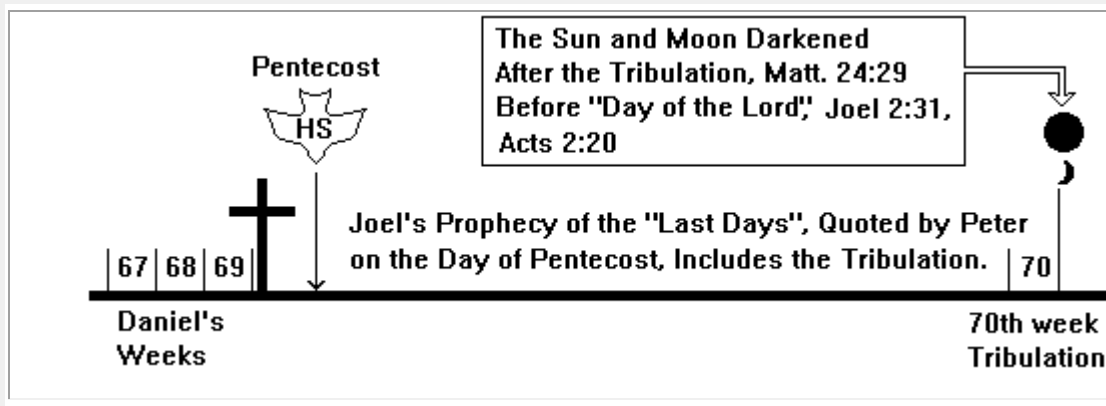 Pentecost
HS
The Sun and Moon Darkened
After the Tribulation, Matt. 24:29
Before "Day of the Lord", Joel 2:31,
Acts 2:20
Joel's Prophecy of the "Last Days", Quoted by Peter
on the Day of Pentecost, Includes the Tribulation.
67 68 69
70
Daniel's
Weeks
70th week
Tribulation